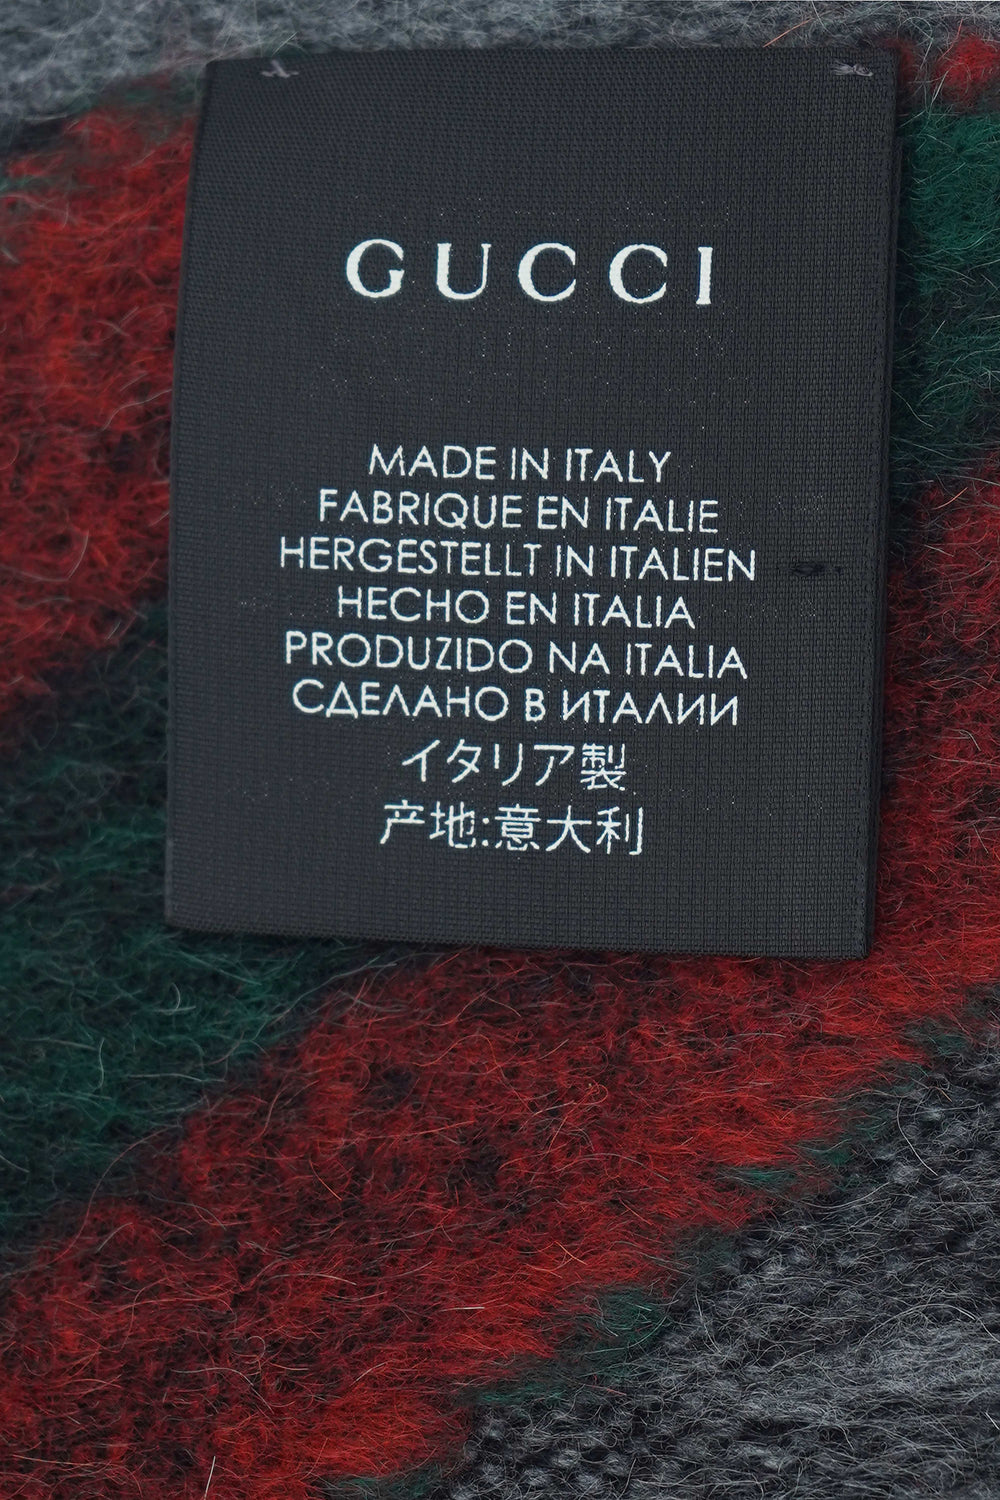 GUCCI
MADE IN ITALY
FABRIQUE EN ITALIE
HERGESTELLT IN ITALIEN
HECHO EN ITALIA
PRODUZIDO NA ITALIA
СДЕЛАНО В ИТАЛИИ
イタリア製
产地:意大利